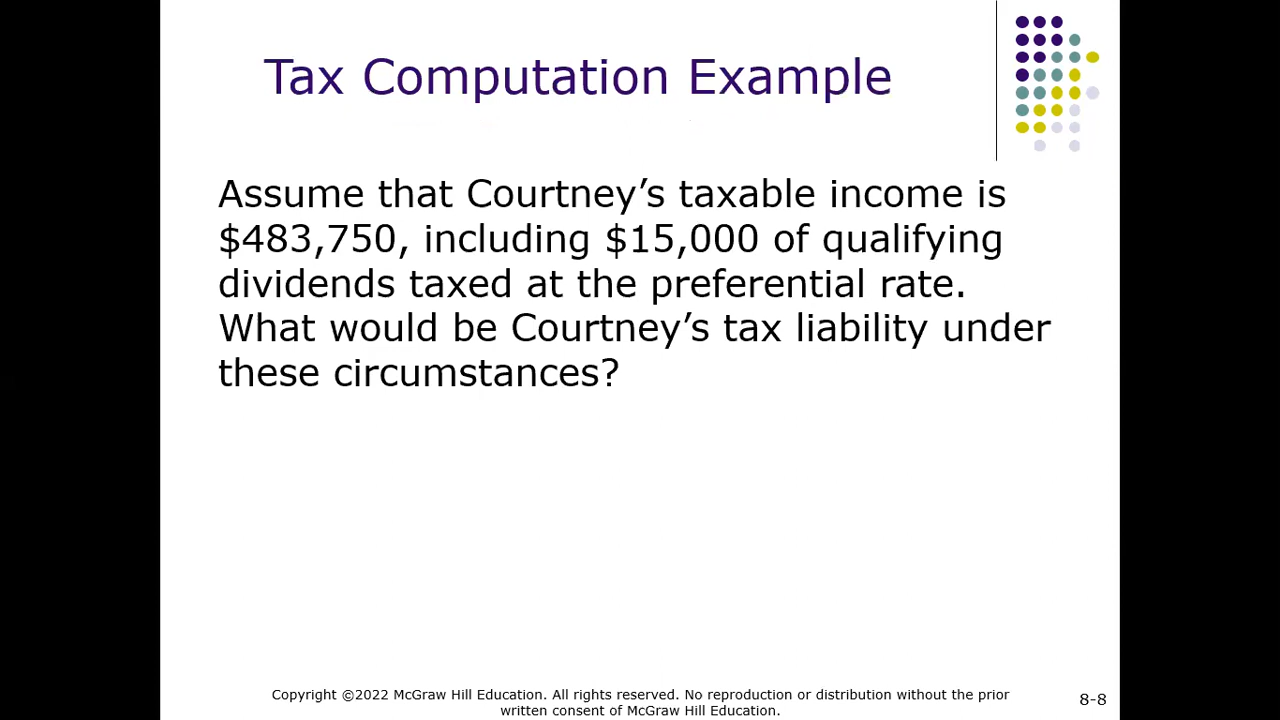 Tax Computation Example
Assume that Courtney’s taxable income is
$483,750, including $15,000 of qualifying
dividends taxed at the preferential rate.
What would be Courtney’s tax liability under
these circumstances?
Copyright ©2022 McGraw Hill Education. All rights reserved. No reproduction or distribution without the prior
written consent of McGraw Hill Education.
8-8